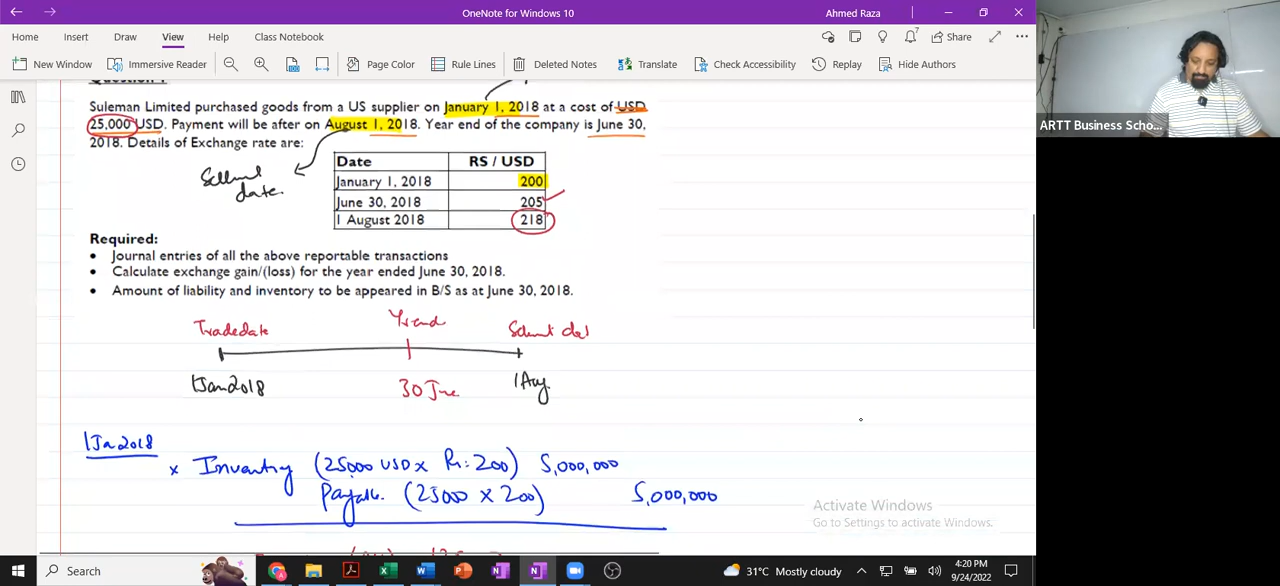 OneNote for Windows 10
Ahmed Raza
Home Insert Draw View Help Class Notebook
Share
New Window Immersive Reader Page Color Rule Lines Deleted Notes Translate Check Accessibility Replay Hide Authors
Suleman Limited purchased goods from a US supplier on January 1, 2018 at a cost of USD
25,000 USD. Payment will be after on August 1, 2018. Year end of the company is June 30,
2018. Details of Exchange rate are:
date
Date RS / USD
January 1, 2018 200
June 30, 2018 205
1 August 2018 218
Required:
• Journal entries of all the above reportable transactions
• Calculate exchange gain/(loss) for the year ended June 30, 2018.
• Amount of liability and inventory to be appeared in B/S as at June 30, 2018.
Tradedate
1Jan2018 30 June 1 Aug
1Jan2018
x Inventry (25000 USD x Rs: 200) 5,000,000
Payable (25000 x 200) 5,000,000
ARTT Business Scho...
Activate Windows
Go to Settings to activate Windows.
Search
31°C Mostly cloudy
4:20 PM
9/24/2022